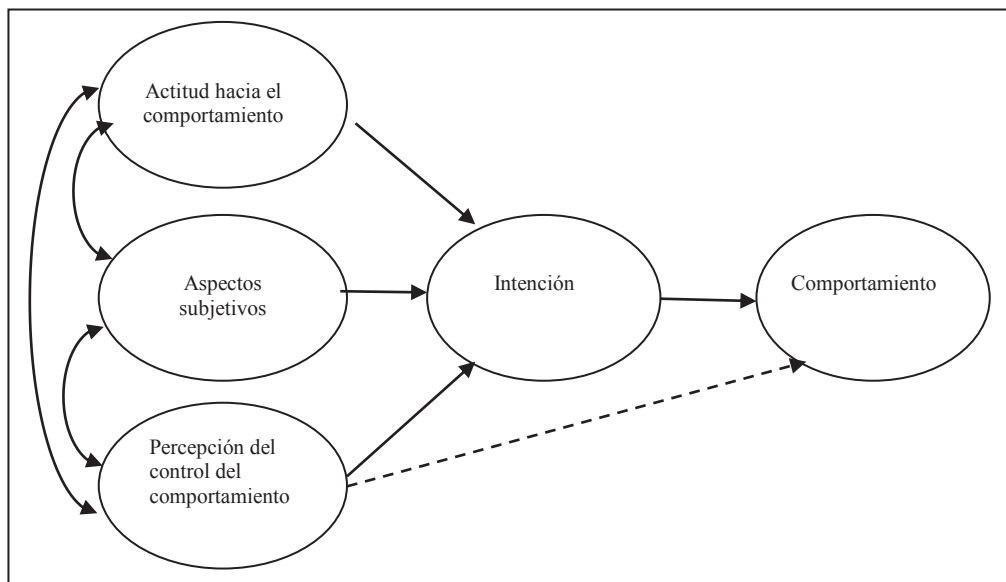 Actitud hacia el
comportamiento
Aspectos
subjetivos
Intención
Comportamiento
Percepción del
control del
comportamiento